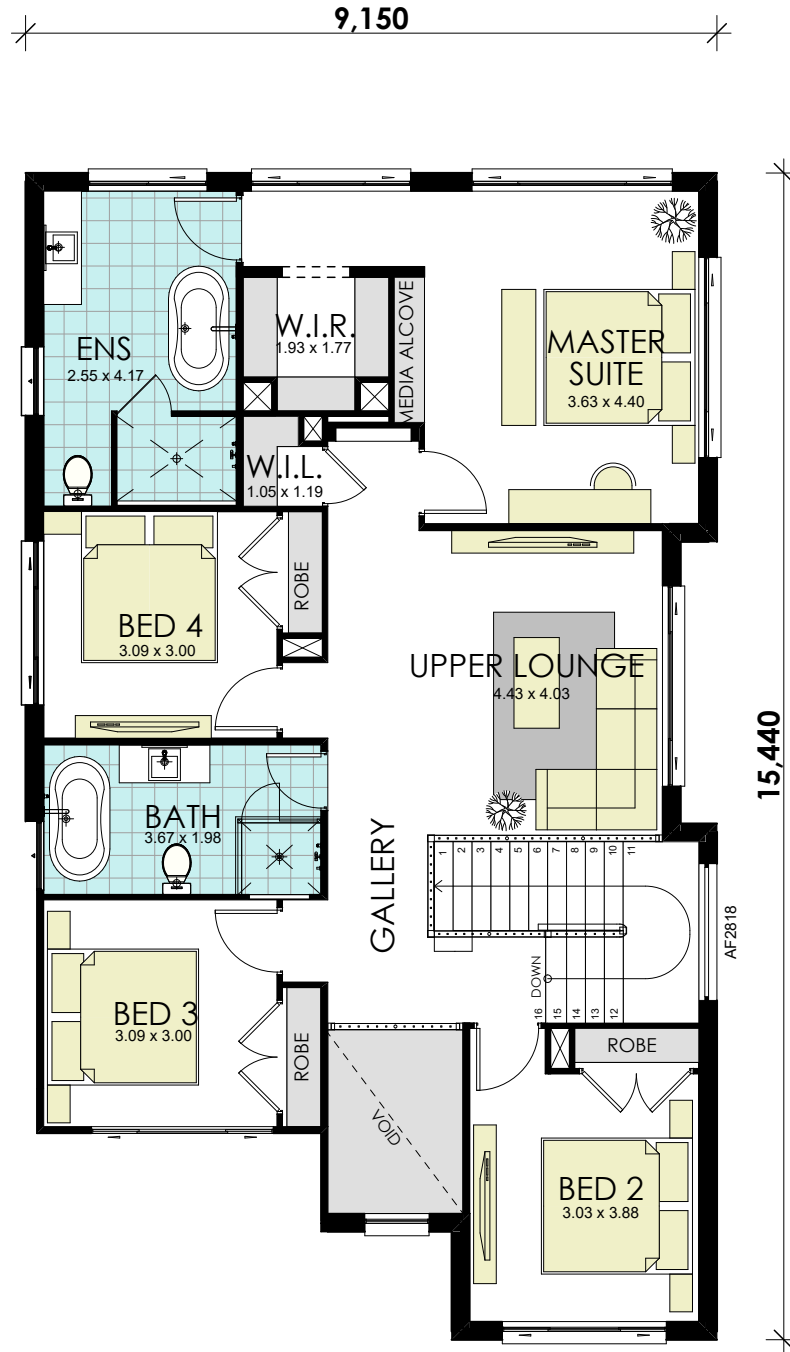 9,150
ENS
2.55 x 4.17
W.I.R.
1.93 x 1.77
MEDIA ALCOVE
MASTER
SUITE
3.63 x 4.40
W.I.L.
1.05 x 1.19
BED 4
3.09 x 3.00
ROBE
UPPER LOUNGE
4.43 x 4.03
15,440
BATH
3.67 x 1.98
GALLERY
1 2 3 4 5 6 7 8 9 10 11
DOWN
16 15 14 13 12
AF2818
BED 3
3.09 x 3.00
ROBE
VOID
ROBE
BED 2
3.03 x 3.88